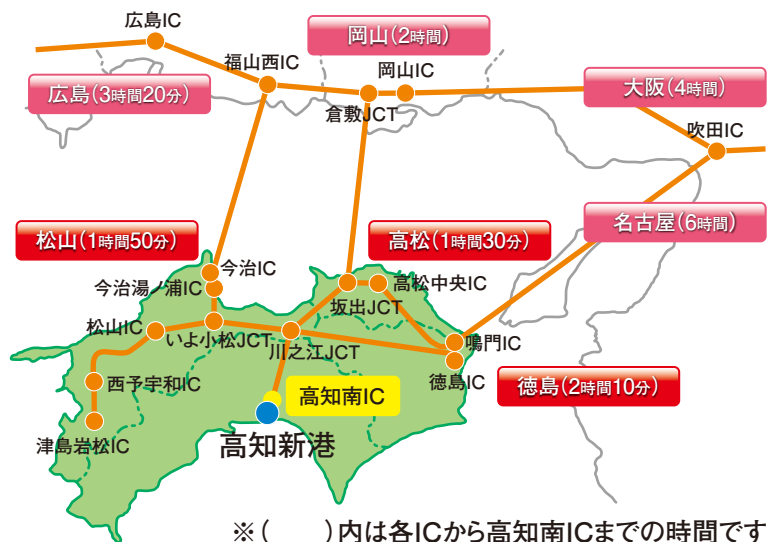 広島IC
岡山(2時間)
福山西IC
岡山IC
広島(3時間20分)
大阪(4時間)
倉敷JCT
吹田IC
名古屋(6時間)
松山(1時間50分)
高松(1時間30分)
今治IC
今治湯ノ浦IC
高松中央IC
坂出JCT
松山IC
いよ小松JCT
川之江JCT
鳴門IC
徳島IC
西予宇和IC
高知南IC
徳島(2時間10分)
津島岩松IC
高知新港
※(　　)内は各ICから高知南ICまでの時間です